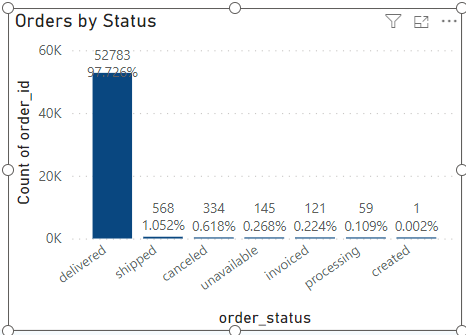 Orders by Status
60K
40K
20K
0K
Count of order_id
52783
97.726%
568
1.052%
334
0.618%
145
0.268%
121
0.224%
59
0.109%
1
0.002%
delivered
shipped
canceled
unavailable
invoiced
processing
created
order_status